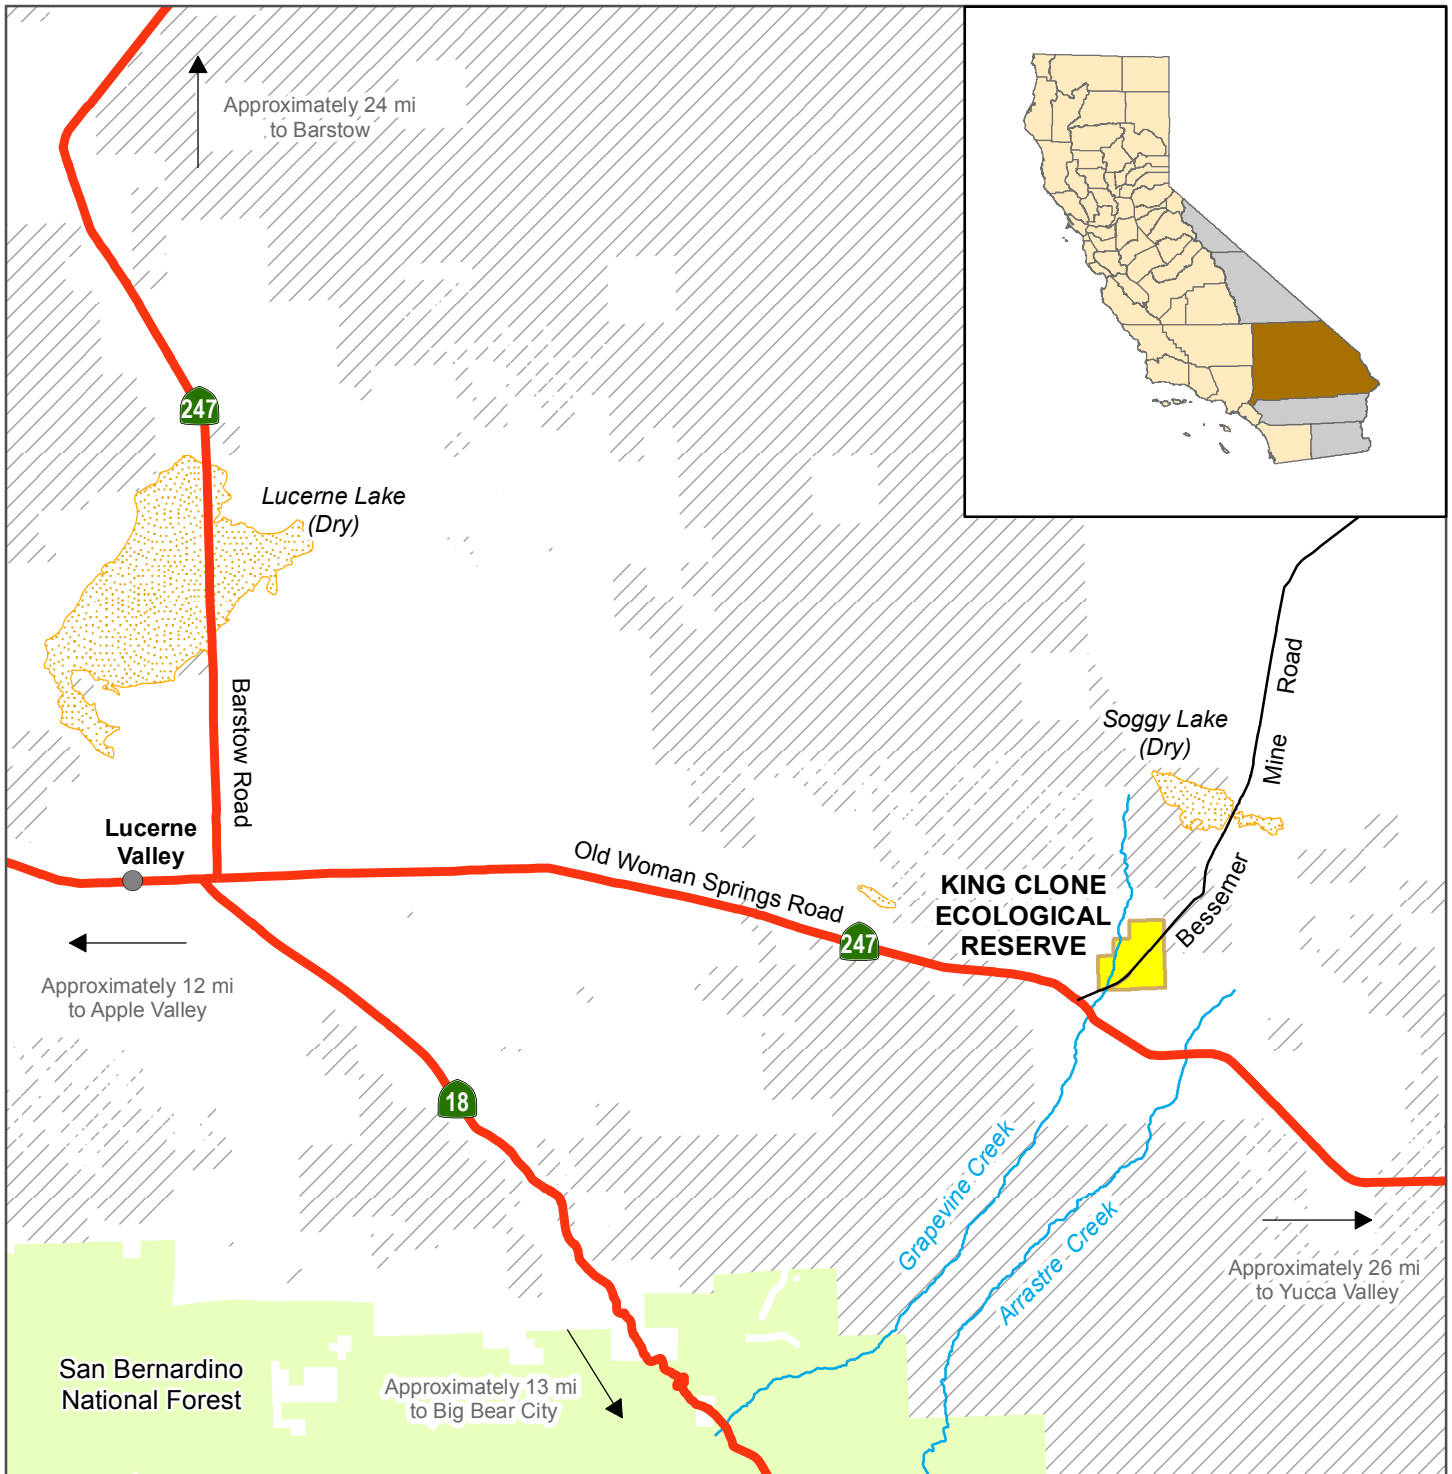 Approximately 24 mi
to Barstow
247
Lucerne Lake
(Dry)
Barstow Road
Soggy Lake
(Dry)
Bessemer Mine Road
Lucerne
Valley
Old Woman Springs Road
247
KING CLONE
ECOLOGICAL
RESERVE
Approximately 12 mi
to Apple Valley
18
Grapevine Creek
Arrastre Creek
Approximately 26 mi
to Yucca Valley
San Bernardino
National Forest
Approximately 13 mi
to Big Bear City